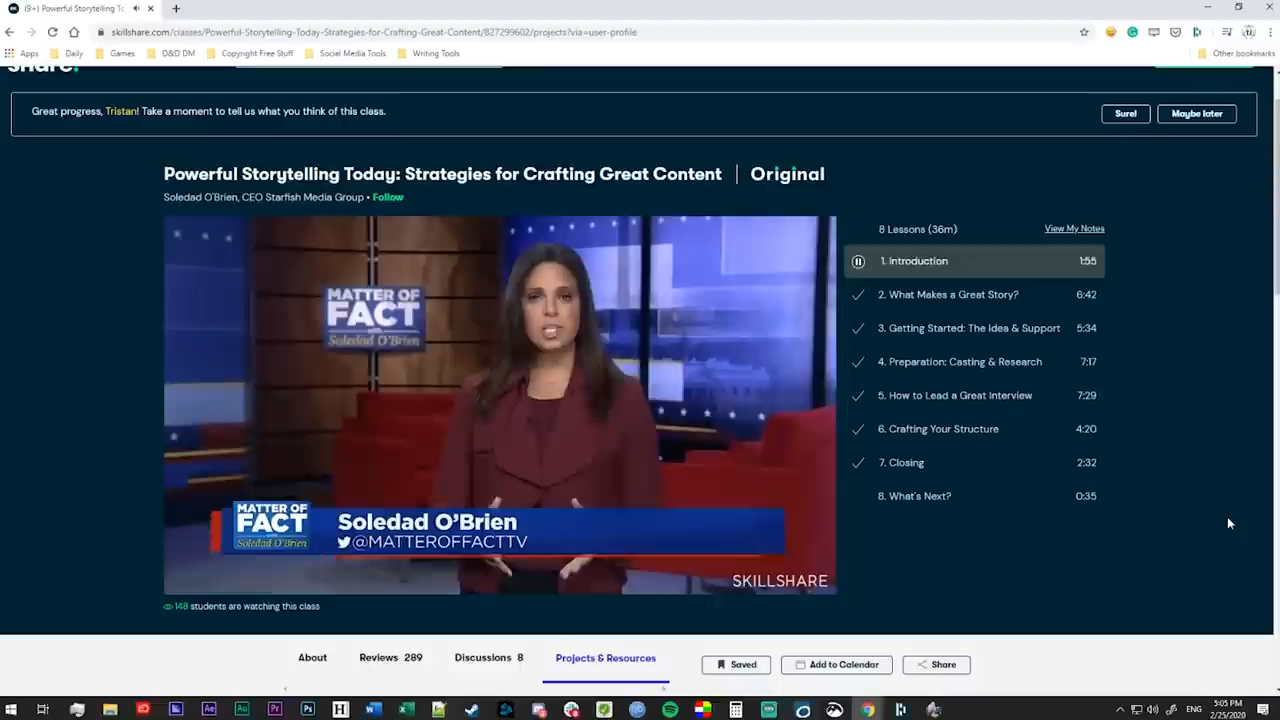 (9+) Powerful Storytelling To
skillshare.com/classes/Powerful-Storytelling-Today-Strategies-for-Crafting-Great-Content/827299602/projects?via=user-profile
Apps Daily Games D&D DM Copyright Free Stuff Social Media Tools Writing Tools Other bookmarks
share.
Great progress, Tristan! Take a moment to tell us what you think of this class. Sure! Maybe later
Powerful Storytelling Today: Strategies for Crafting Great Content | Original
Soledad O'Brien, CEO Starfish Media Group • Follow
8 Lessons (36m) View My Notes
1. Introduction 1:55
2. What Makes a Great Story? 6:42
3. Getting Started: The Idea & Support 5:34
4. Preparation: Casting & Research 7:17
5. How to Lead a Great Interview 7:29
6. Crafting Your Structure 4:20
7. Closing 2:32
8. What's Next? 0:35
MATTER OF
FACT
with
Soledad O'Brien
MATTER OF
FACT
with
Soledad O'Brien
Soledad O'Brien
@MATTEROFFACTTV
SKILLSHARE
148 students are watching this class
About Reviews 289 Discussions 8 Projects & Resources Saved Add to Calendar Share
ENG 5:05 PM
2/25/2020